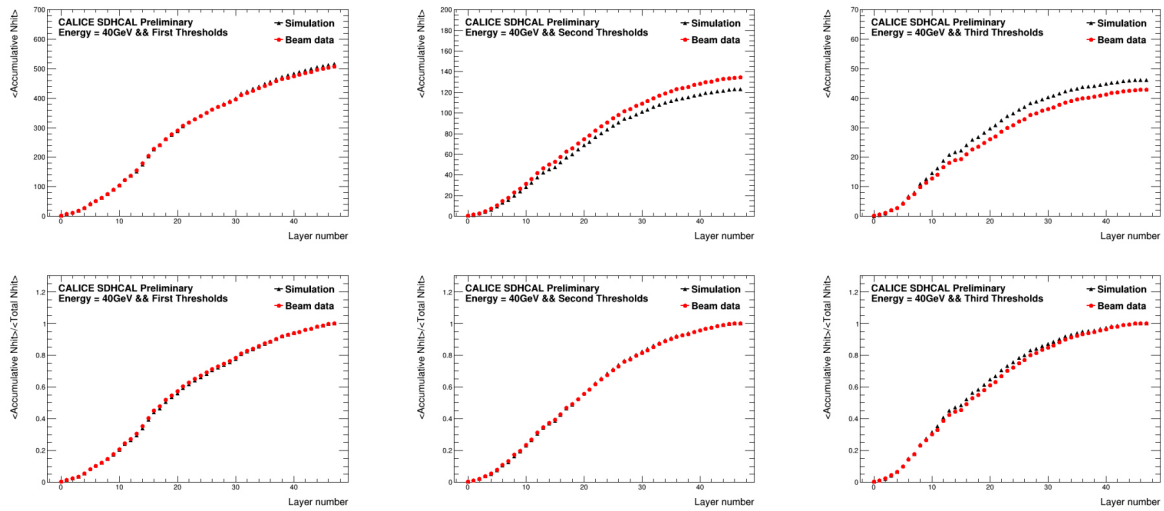 CALICE SDHCAL Preliminary
Energy = 40GeV && First Thresholds
Simulation
Beam data
<Accumulative Nhit>
700
600
500
400
300
200
100
0
0 10 20 30 40
Layer number
CALICE SDHCAL Preliminary
Energy = 40GeV && Second Thresholds
Simulation
Beam data
<Accumulative Nhit>
200
180
160
140
120
100
80
60
40
20
0
0 10 20 30 40
Layer number
CALICE SDHCAL Preliminary
Energy = 40GeV && Third Thresholds
Simulation
Beam data
<Accumulative Nhit>
70
60
50
40
30
20
10
0
0 10 20 30 40
Layer number
CALICE SDHCAL Preliminary
Energy = 40GeV && First Thresholds
Simulation
Beam data
<Accumulative Nhit>/<Total Nhit>
1.2
1
0.8
0.6
0.4
0.2
0
0 10 20 30 40
Layer number
CALICE SDHCAL Preliminary
Energy = 40GeV && Second Thresholds
Simulation
Beam data
<Accumulative Nhit>/<Total Nhit>
1.2
1
0.8
0.6
0.4
0.2
0
0 10 20 30 40
Layer number
CALICE SDHCAL Preliminary
Energy = 40GeV && Third Thresholds
Simulation
Beam data
<Accumulative Nhit>/<Total Nhit>
1.2
1
0.8
0.6
0.4
0.2
0
0 10 20 30 40
Layer number